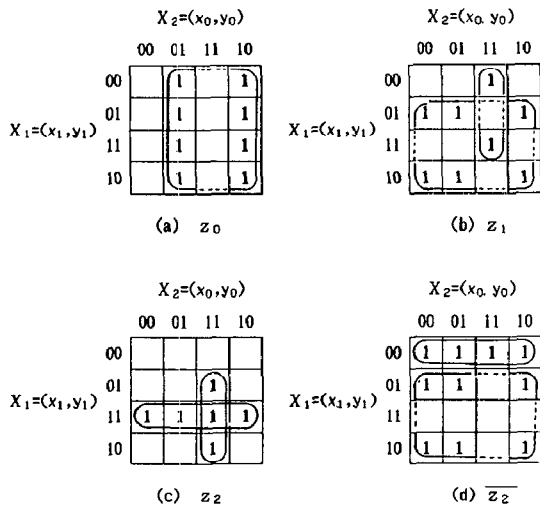 X₂=(x₀,y₀)
00 01 11 10
00 1 1
01 1 1
X₁=(x₁,y₁)
11 1 1
10 1 1
(a) z₀
X₂=(x₀. y₀)
00 01 11 10
00 1
01 1 1 1
X₁=(x₁,y₁)
11 1
10 1 1 1
(b) z₁
X₂=(x₀,y₀)
00 01 11 10
00
01 1
X₁=(x₁,y₁)
11 1 1 1 1
10 1
(c) z₂
X₂=(x₀. y₀)
00 01 11 10
00 1 1 1 1
01 1 1 1
X₁=(x₁,y₁)
11
10 1 1 1
(d) z̅₂